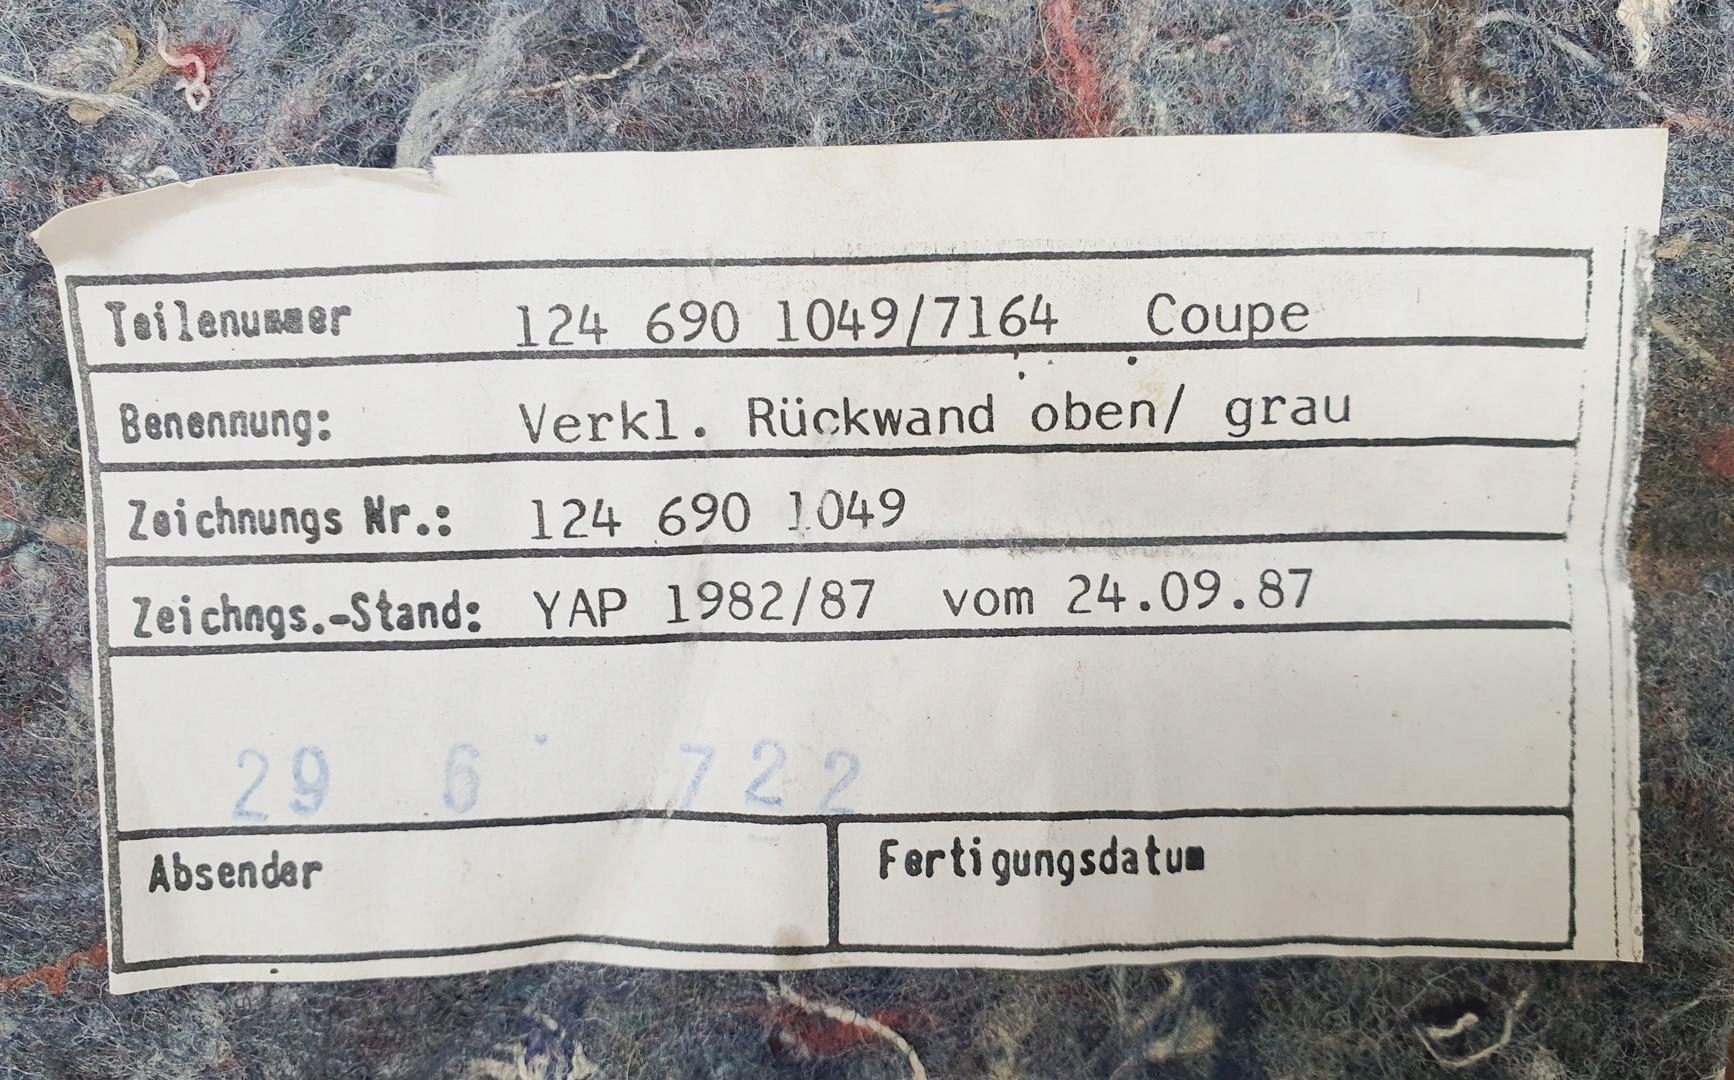 Teilenummer 124 690 1049/7164 Coupe
Benennung: Verkl. Rückwand oben/ grau
Zeichnungs Nr.: 124 690 1049
Zeichngs.-Stand: YAP 1982/87 vom 24.09.87
29 6 722
Absender Fertigungsdatum